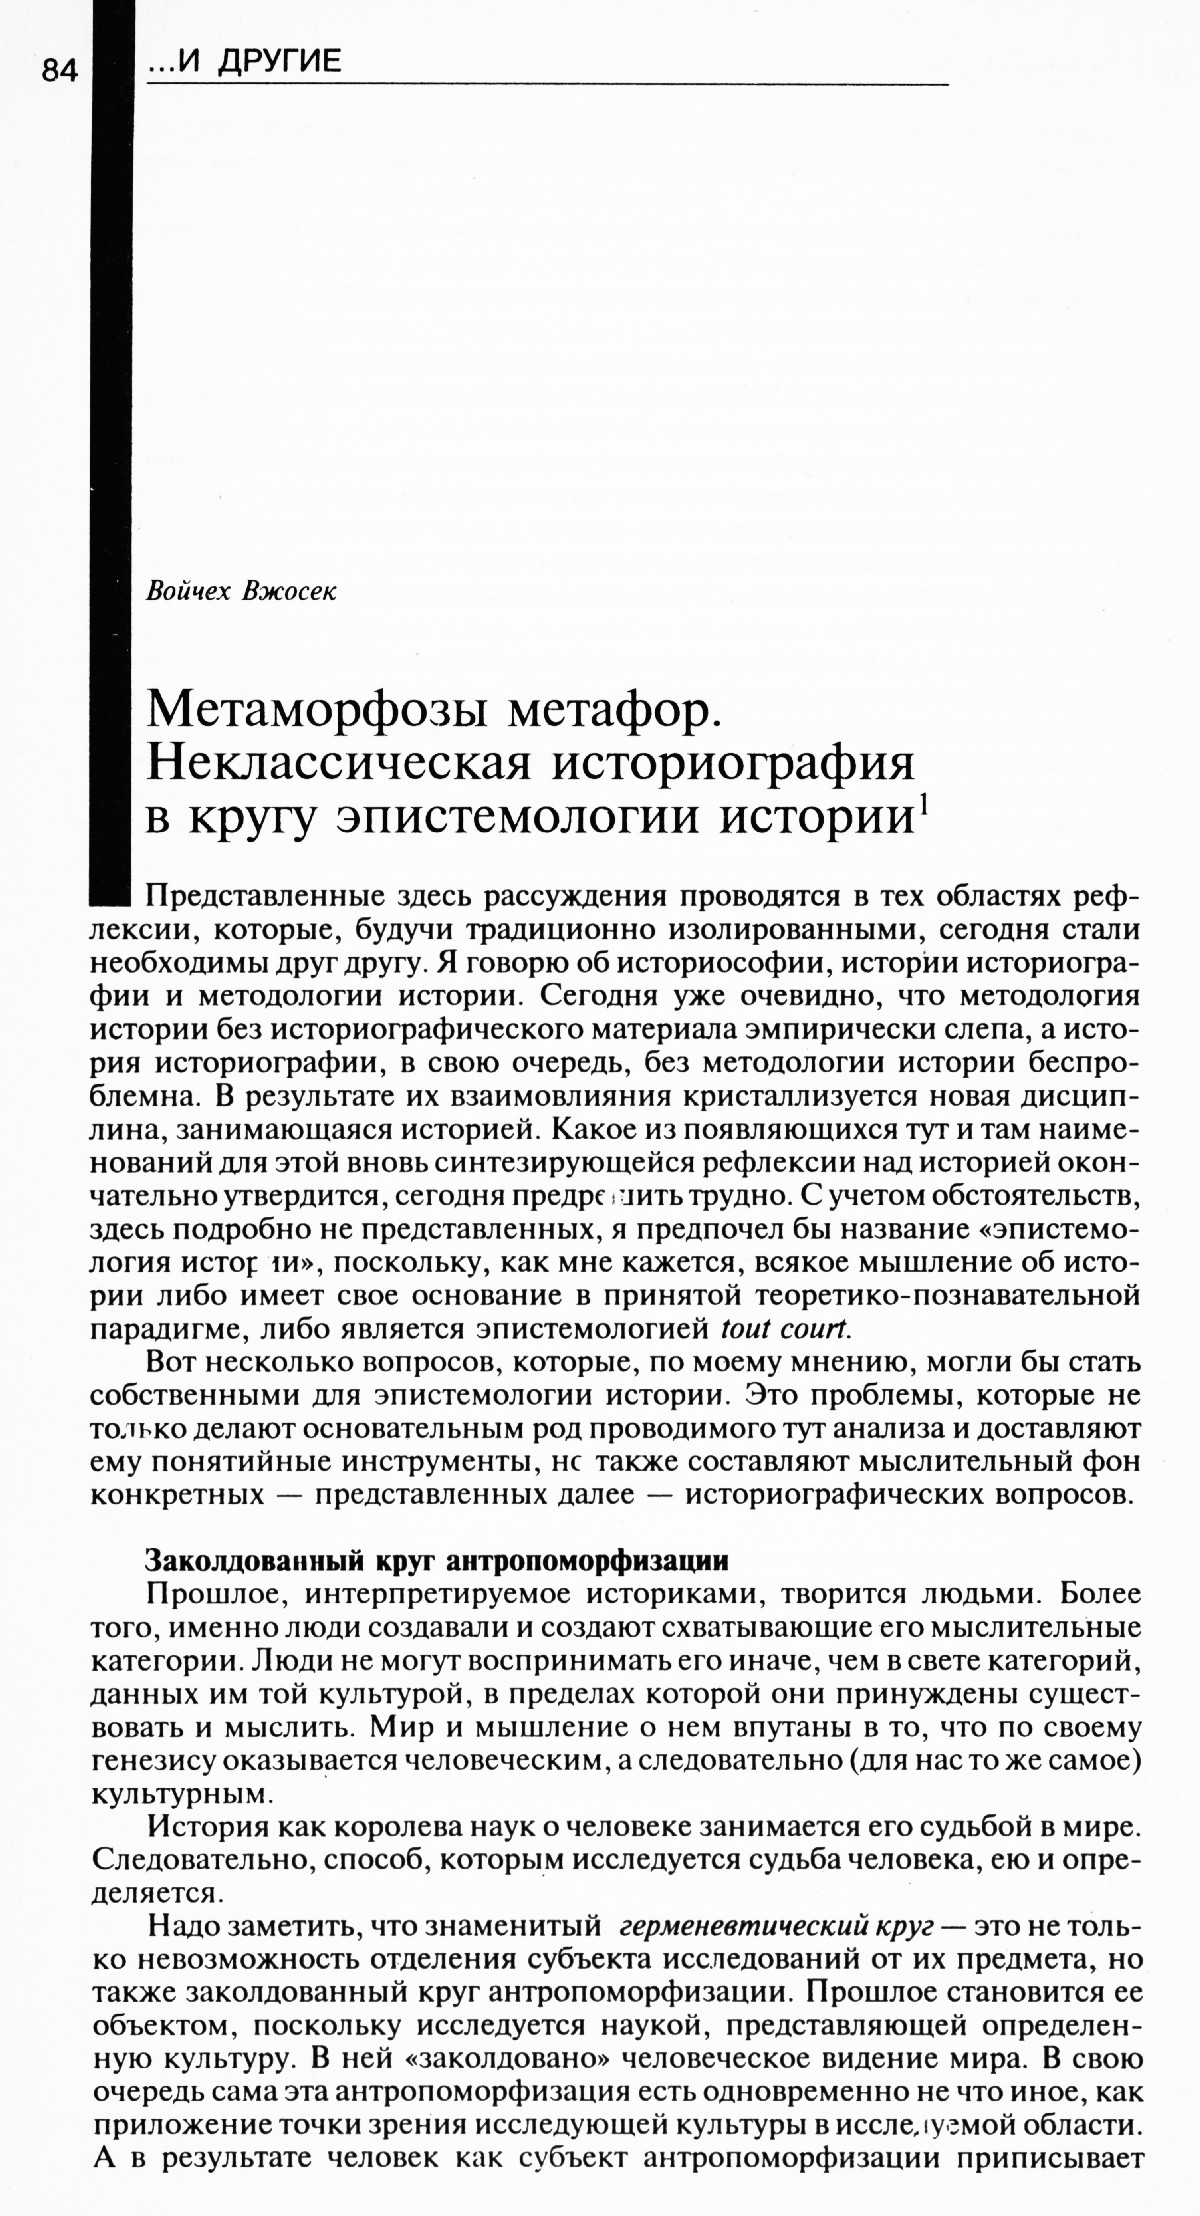 84
...И ДРУГИЕ
Войчех Вжосек
Метаморфозы метафор.
Неклассическая историография
в кругу эпистемологии истории¹
Представленные здесь рассуждения проводятся в тех областях реф-
лексии, которые, будучи традиционно изолированными, сегодня стали
необходимы друг другу. Я говорю об историософии, истории историогра-
фии и методологии истории. Сегодня уже очевидно, что методология
истории без историографического материала эмпирически слепа, а исто-
рия историографии, в свою очередь, без методологии истории беспро-
блемна. В результате их взаимовлияния кристаллизуется новая дисцип-
лина, занимающаяся историей. Какое из появляющихся тут и там наиме-
нований для этой вновь синтезирующейся рефлексии над историей окон-
чательно утвердится, сегодня предрешить трудно. С учетом обстоятельств,
здесь подробно не представленных, я предпочел бы название «эпистемо-
логия истории», поскольку, как мне кажется, всякое мышление об исто-
рии либо имеет свое основание в принятой теоретико-познавательной
парадигме, либо является эпистемологией tout court.
Вот несколько вопросов, которые, по моему мнению, могли бы стать
собственными для эпистемологии истории. Это проблемы, которые не
только делают основательным род проводимого тут анализа и доставляют
ему понятийные инструменты, но также составляют мыслительный фон
конкретных — представленных далее — историографических вопросов.
Заколдованный круг антропоморфизации
Прошлое, интерпретируемое историками, творится людьми. Более
того, именно люди создавали и создают схватывающие его мыслительные
категории. Люди не могут воспринимать его иначе, чем в свете категорий,
данных им той культурой, в пределах которой они принуждены сущест-
вовать и мыслить. Мир и мышление о нем впутаны в то, что по своему
генезису оказывается человеческим, а следовательно (для нас то же самое)
культурным.
История как королева наук о человеке занимается его судьбой в мире.
Следовательно, способ, которым исследуется судьба человека, ею и опре-
деляется.
Надо заметить, что знаменитый герменевтический круг — это не толь-
ко невозможность отделения субъекта исследований от их предмета, но
также заколдованный круг антропоморфизации. Прошлое становится ее
объектом, поскольку исследуется наукой, представляющей определен-
ную культуру. В ней «заколдовано» человеческое видение мира. В свою
очередь сама эта антропоморфизация есть одновременно не что иное, как
приложение точки зрения исследующей культуры в исследуемой области.
А в результате человек как субъект антропоморфизации приписывает